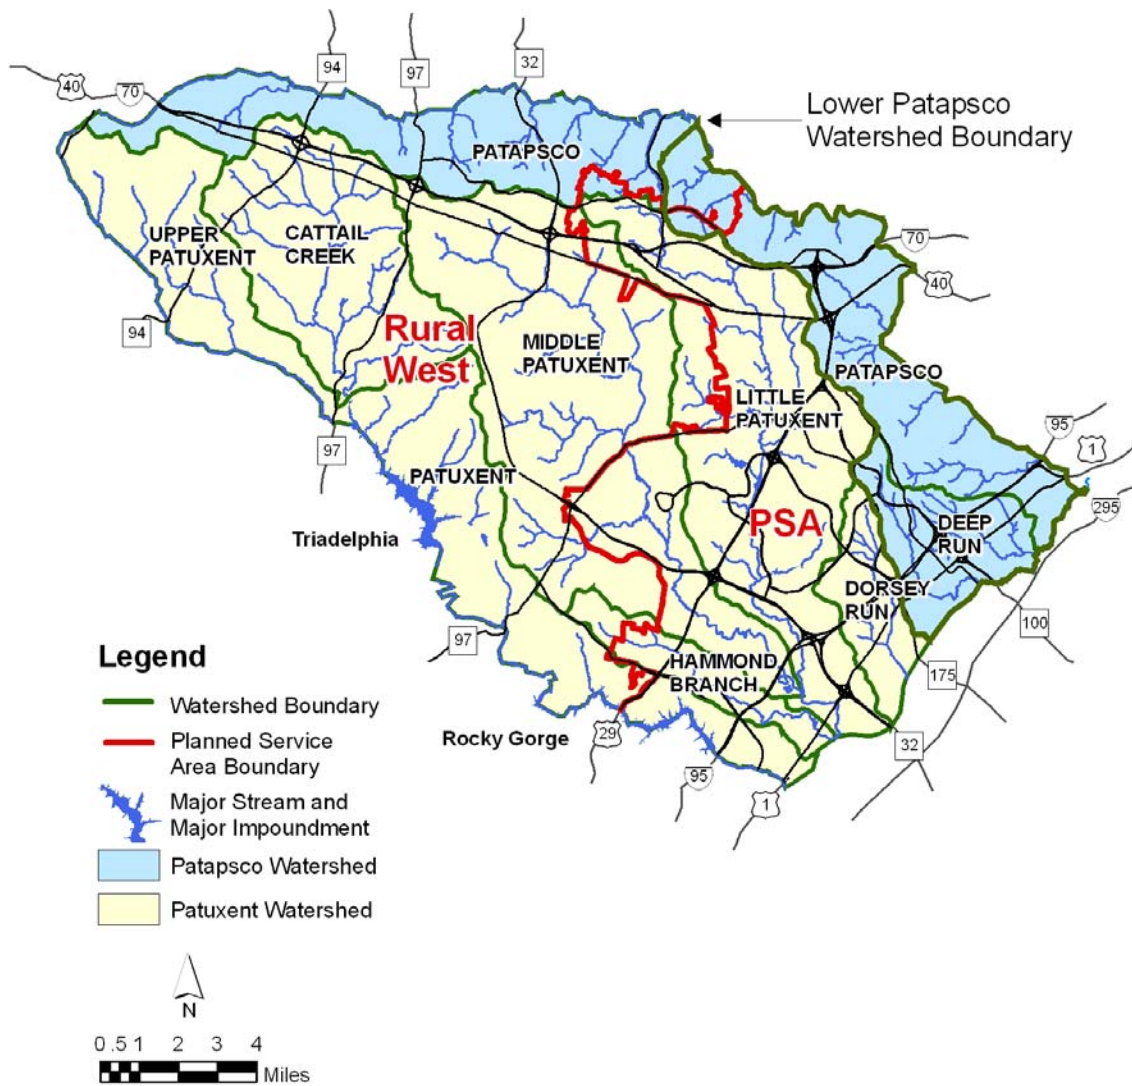 94
97
32
40
70
Lower Patapsco
Watershed Boundary
PATAPSCO
UPPER
PATUXENT
CATTAIL
CREEK
70
40
94
Rural
West
MIDDLE
PATUXENT
PATAPSCO
LITTLE
PATUXENT
97
95
1
PATUXENT
295
PSA
DEEP
RUN
Triadelphia
DORSEY
RUN
100
97
175
HAMMOND
BRANCH
Rocky Gorge
29
32
95
1
Legend
Watershed Boundary
Planned Service
Area Boundary
Major Stream and
Major Impoundment
Patapsco Watershed
Patuxent Watershed
N
0 .5 1 2 3 4
Miles